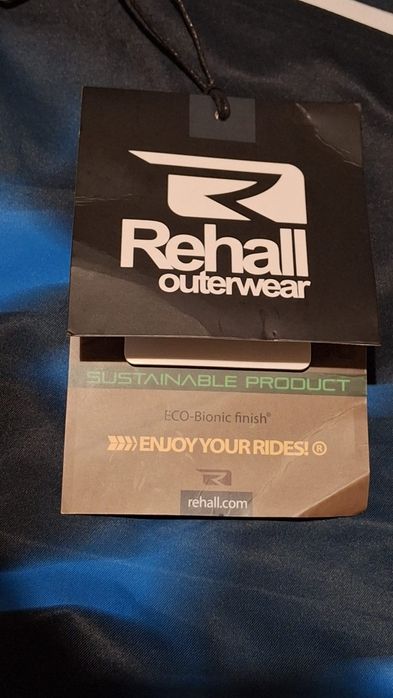 Rehall
outerwear
SUSTAINABLE PRODUCT
ECO-Bionic finish®
ENJOY YOUR RIDES! ®
rehall.com